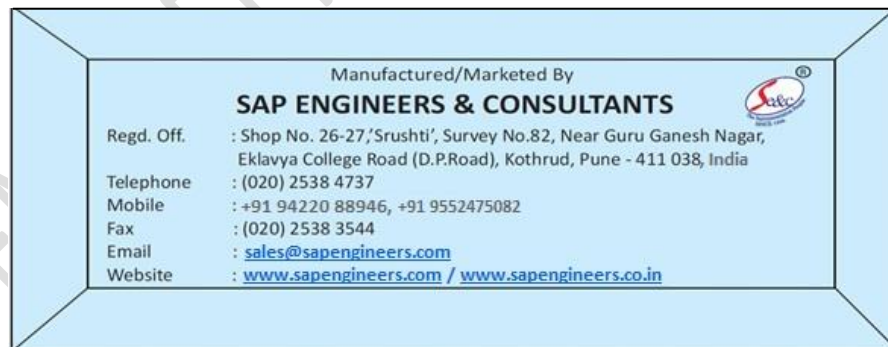 Manufactured/Marketed By
SAP ENGINEERS & CONSULTANTS
®
Regd. Off. : Shop No. 26-27,'Srushti', Survey No.82, Near Guru Ganesh Nagar,
Eklavya College Road (D.P.Road), Kothrud, Pune - 411 038, India
Telephone : (020) 2538 4737
Mobile : +91 94220 88946, +91 9552475082
Fax : (020) 2538 3544
Email : sales@sapengineers.com
Website : www.sapengineers.com / www.sapengineers.co.in